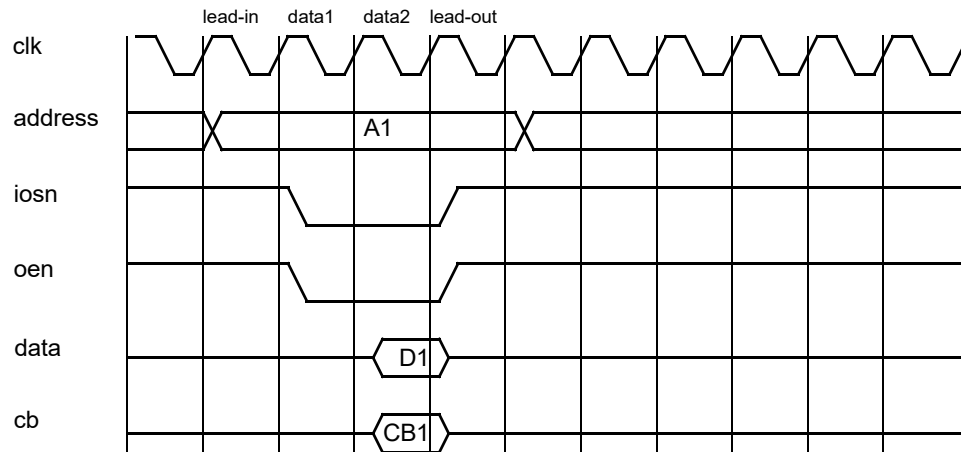 lead-in data1 data2 lead-out
clk
address A1
iosn
oen
data D1
cb CB1